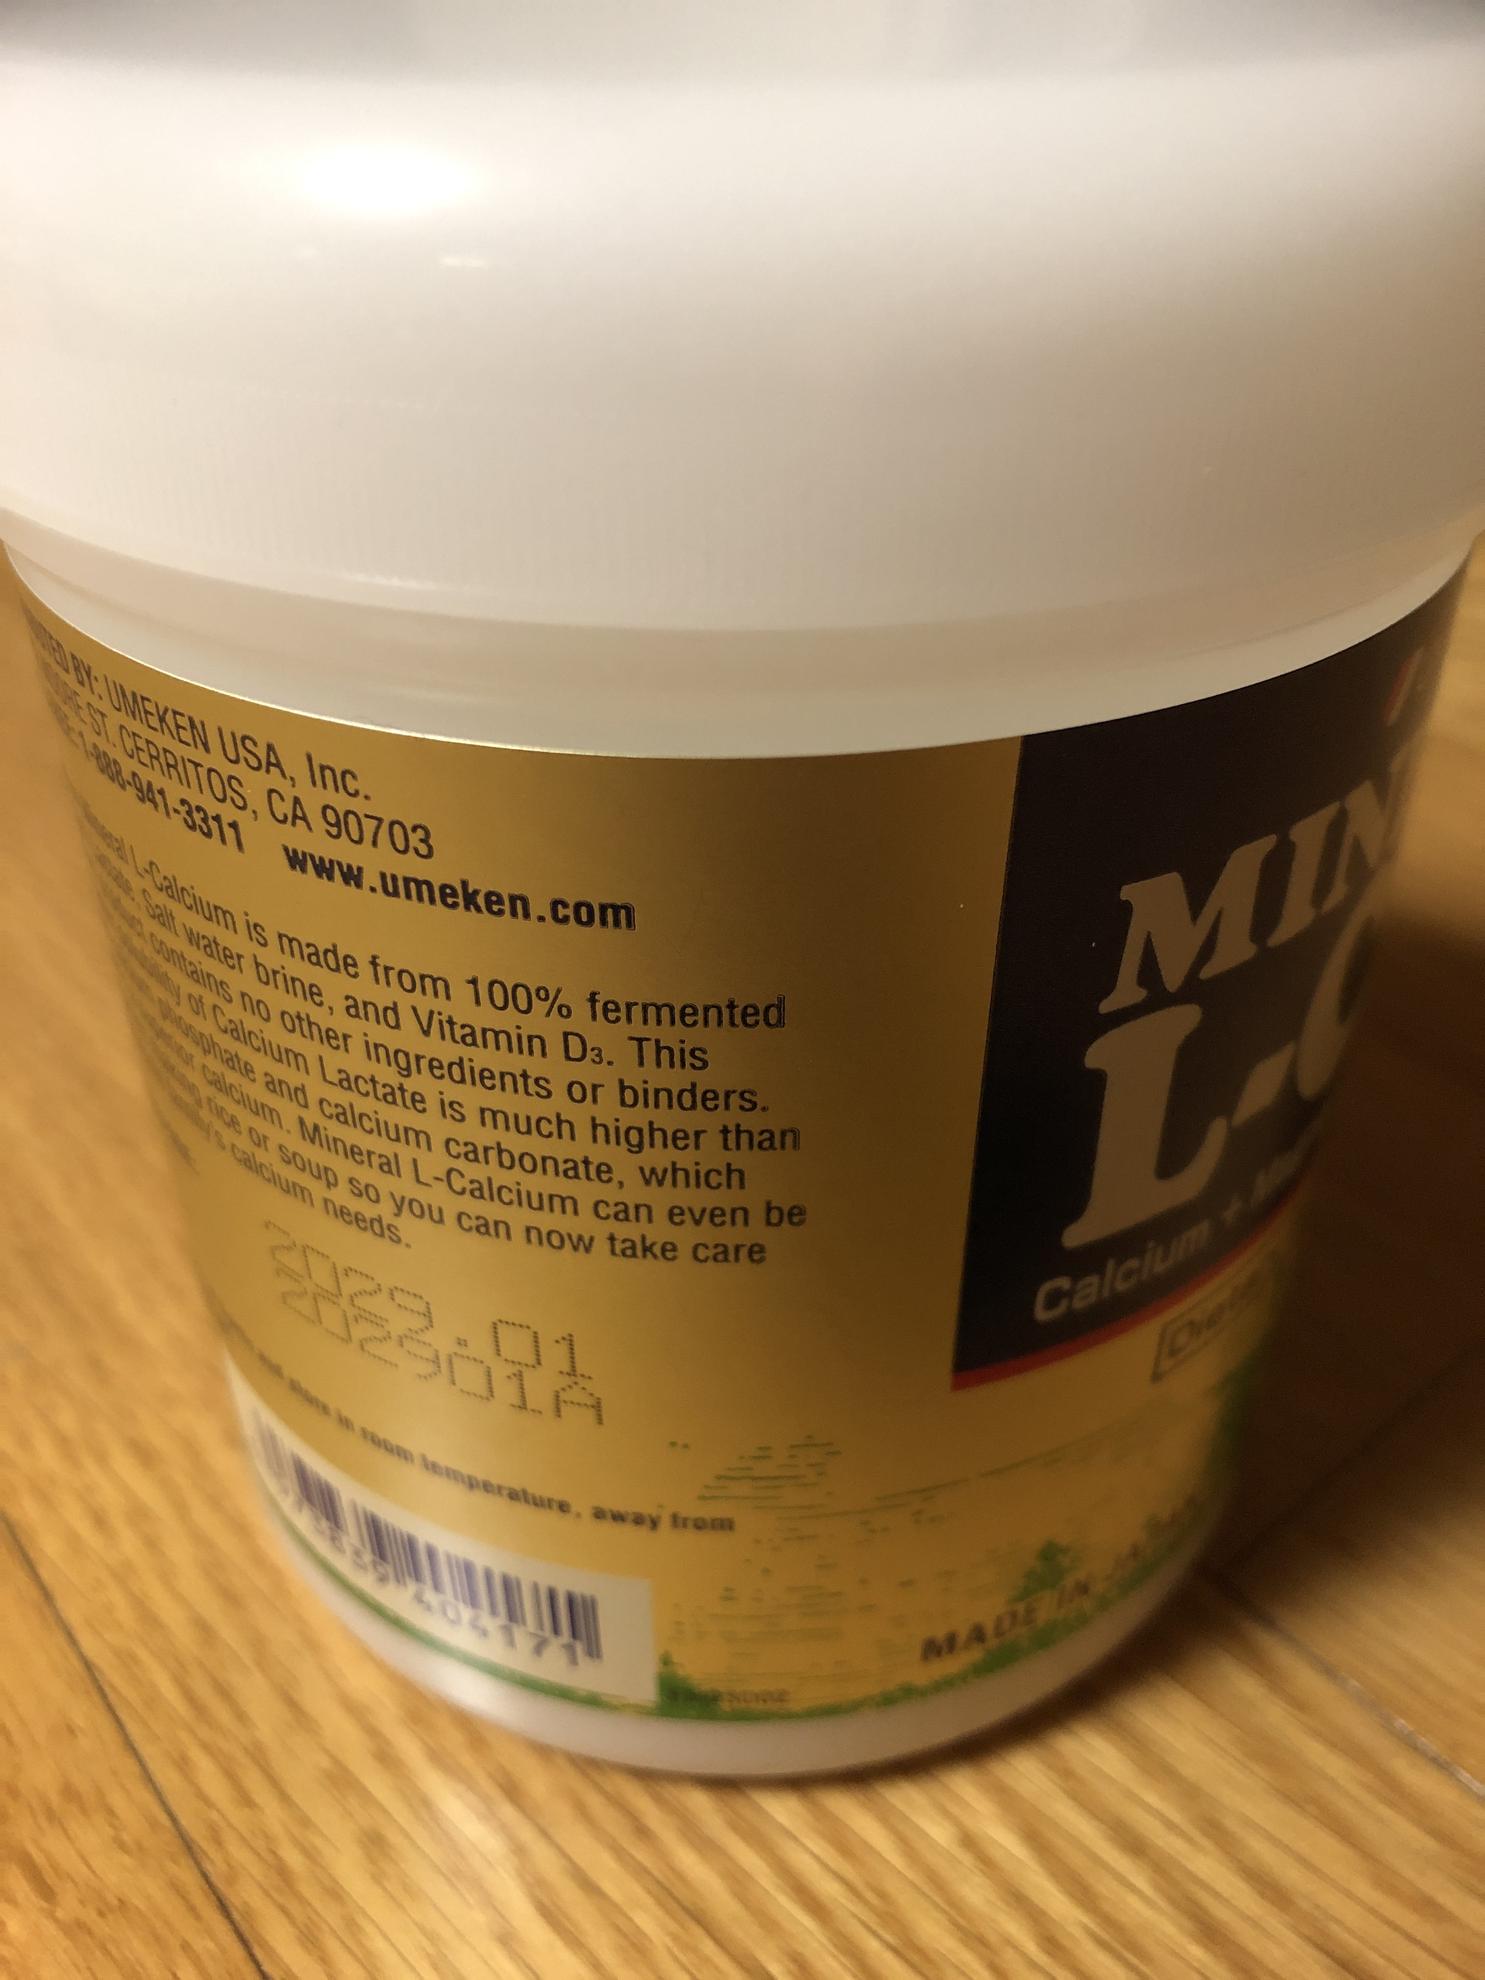 BY: UMEKEN USA, Inc.
ST. CERRITOS, CA 90703
1-888-941-3311 www.umeken.com
L-Calcium is made from 100% fermented
Salt water brine, and Vitamin D3. This
contains no other ingredients or binders.
of Calcium Lactate is much higher than
phosphate and calcium carbonate, which
calcium. Mineral L-Calcium can even be
rice or soup so you can now take care
calcium needs.
2029.01
202901A
and store in room temperature, away from
404171
L-
Calcium +
MADE IN